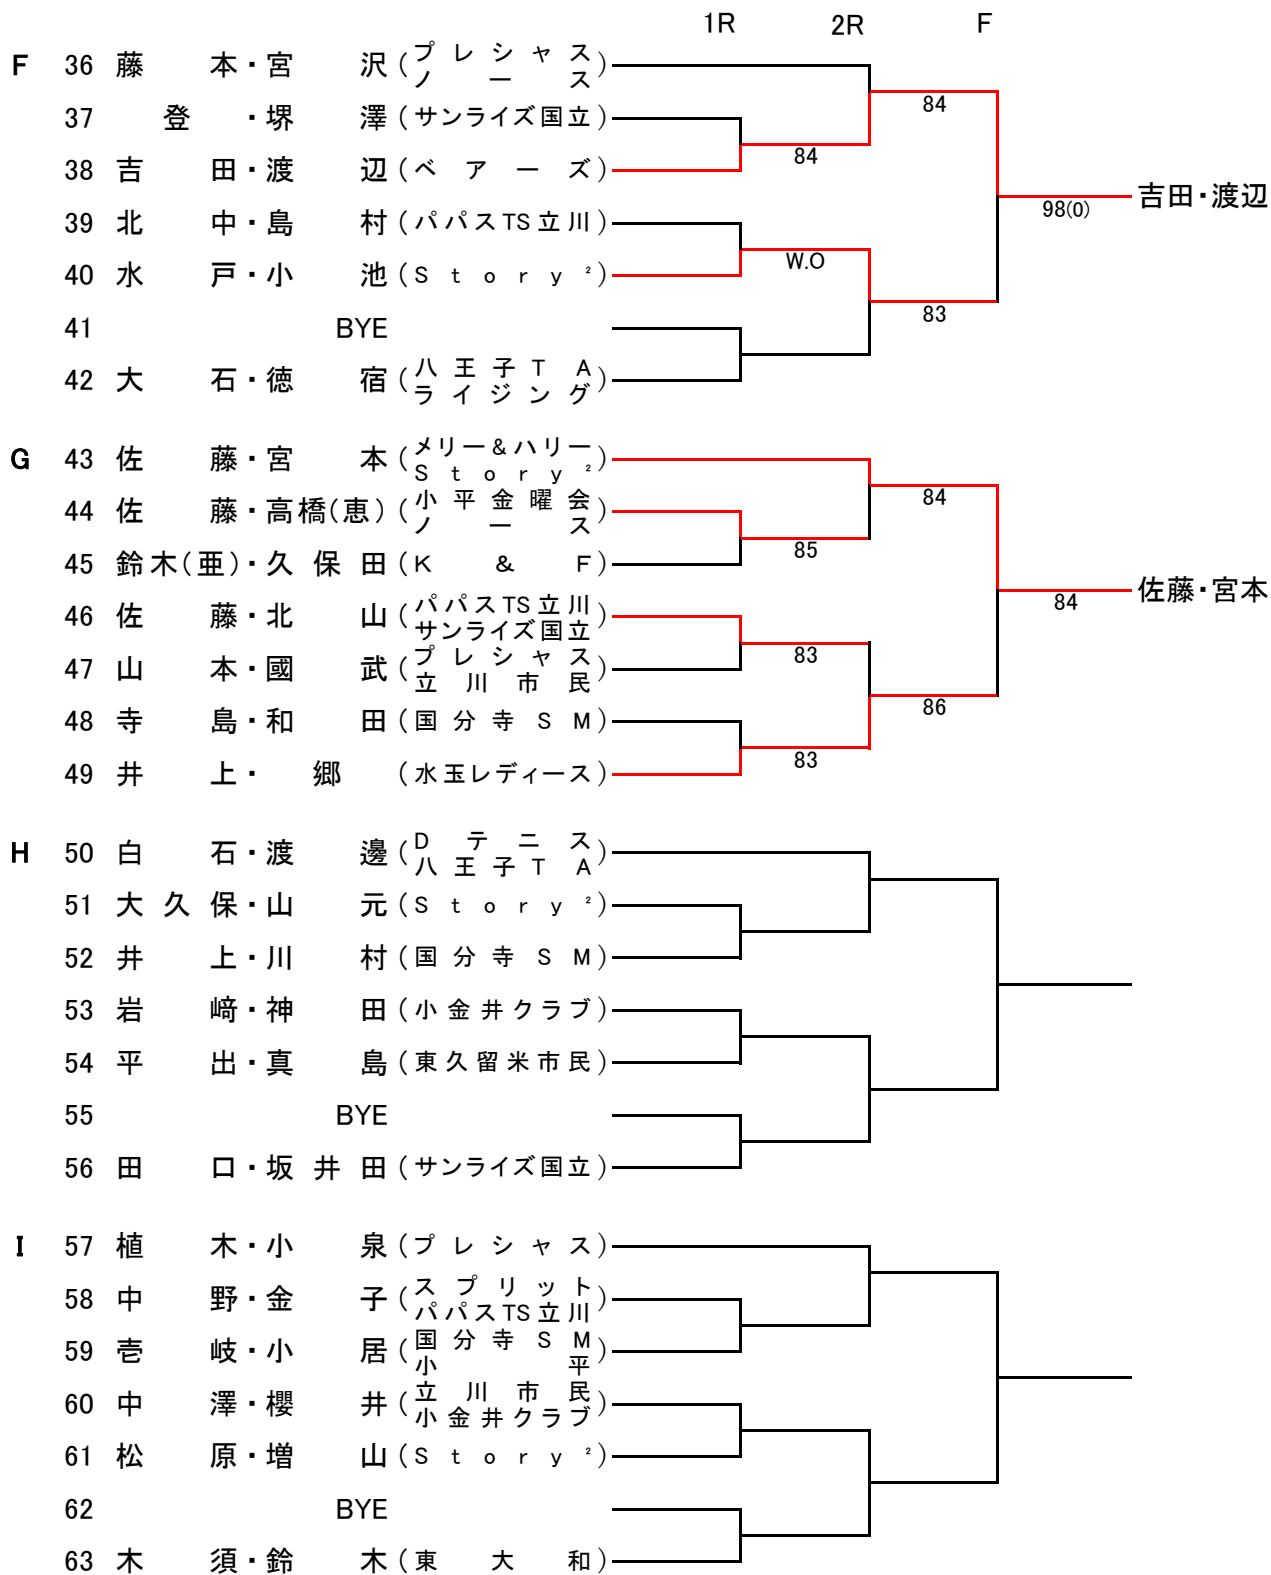 1R 2R F
F 36 藤本・宮沢 (プレシャス ノース)
37 登・堺澤 (サンライズ国立)
38 吉田・渡辺 (ベアーズ)
39 北中・島村 (パパスTS立川)
40 水戸・小池 (Story²)
41 BYE
42 大石・徳宿 (八王子TA ライジング)
84
84
W.O
83
98(0)
吉田・渡辺
G 43 佐藤・宮本 (メリー&ハリー Story²)
44 佐藤・高橋(恵) (小平金曜会 ノース)
45 鈴木(亜)・久保田 (K&F)
46 佐藤・北山 (パパスTS立川 サンライズ国立)
47 山本・國武 (プレシャス 立川市民)
48 寺島・和田 (国分寺SM)
49 井上・郷 (水玉レディース)
84
85
83
86
83
84
佐藤・宮本
H 50 白石・渡邊 (Dテニス 八王子TA)
51 大久保・山元 (Story²)
52 井上・川村 (国分寺SM)
53 岩﨑・神田 (小金井クラブ)
54 平出・真島 (東久留米市民)
55 BYE
56 田口・坂井田 (サンライズ国立)
I 57 植木・小泉 (プレシャス)
58 中野・金子 (スプリット パパスTS立川)
59 壱岐・小居 (国分寺SM 小平)
60 中澤・櫻井 (立川市民 小金井クラブ)
61 松原・増山 (Story²)
62 BYE
63 木須・鈴木 (東大和)